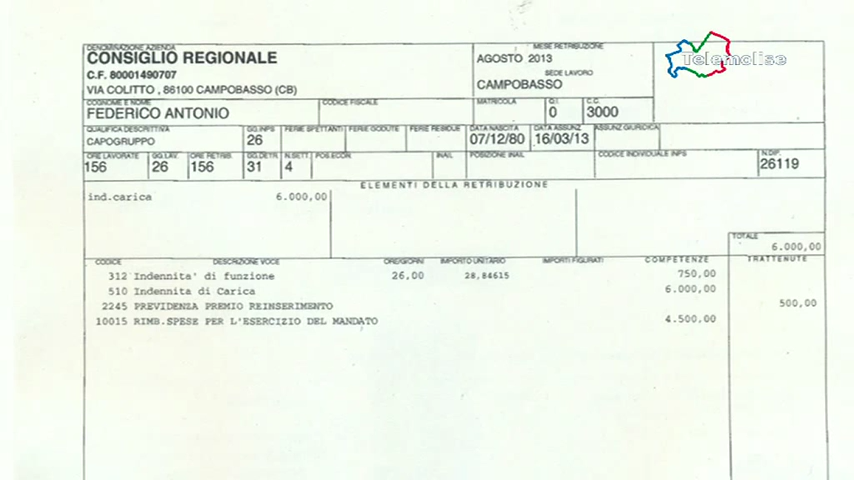 Telemolise
DENOMINAZIONE AZIENDA
CONSIGLIO REGIONALE
C.F. 80001490707
VIA COLITTO , 86100 CAMPOBASSO (CB)
MESE RETRIBUZIONE
AGOSTO 2013
SEDE LAVORO
CAMPOBASSO
COGNOME E NOME CODICE FISCALE MATRICOLA Q.I. C.C.
FEDERICO ANTONIO 0 3000
QUALIFICA DESCRITTIVA GG.INPS FERIE SPETTANTI FERIE GODUTE FERIE RESIDUE DATA NASCITA DATA ASSUNZ ASSUNZ GIURIDICA
CAPOGRUPPO 26 07/12/80 16/03/13
ORE LAVORATE GG.LAV. ORE RETRIB. GG.DETR N.SETT POS.ECON. INAIL POSIZIONE INAIL CODICE INDIVIDUALE INPS N.DIP.
156 26 156 31 4 26119
ELEMENTI DELLA RETRIBUZIONE
ind.carica 6.000,00
TOTALE
6.000,00
CODICE DESCRIZIONE VOCE ORE/GIORNI IMPORTO UNITARIO IMPORTI FIGURATI COMPETENZE TRATTENUTE
312 Indennita' di funzione 26,00 28,84615 750,00
510 Indennita di Carica 6.000,00
2245 PREVIDENZA PREMIO REINSERIMENTO 500,00
10015 RIMB.SPESE PER L'ESERCIZIO DEL MANDATO 4.500,00